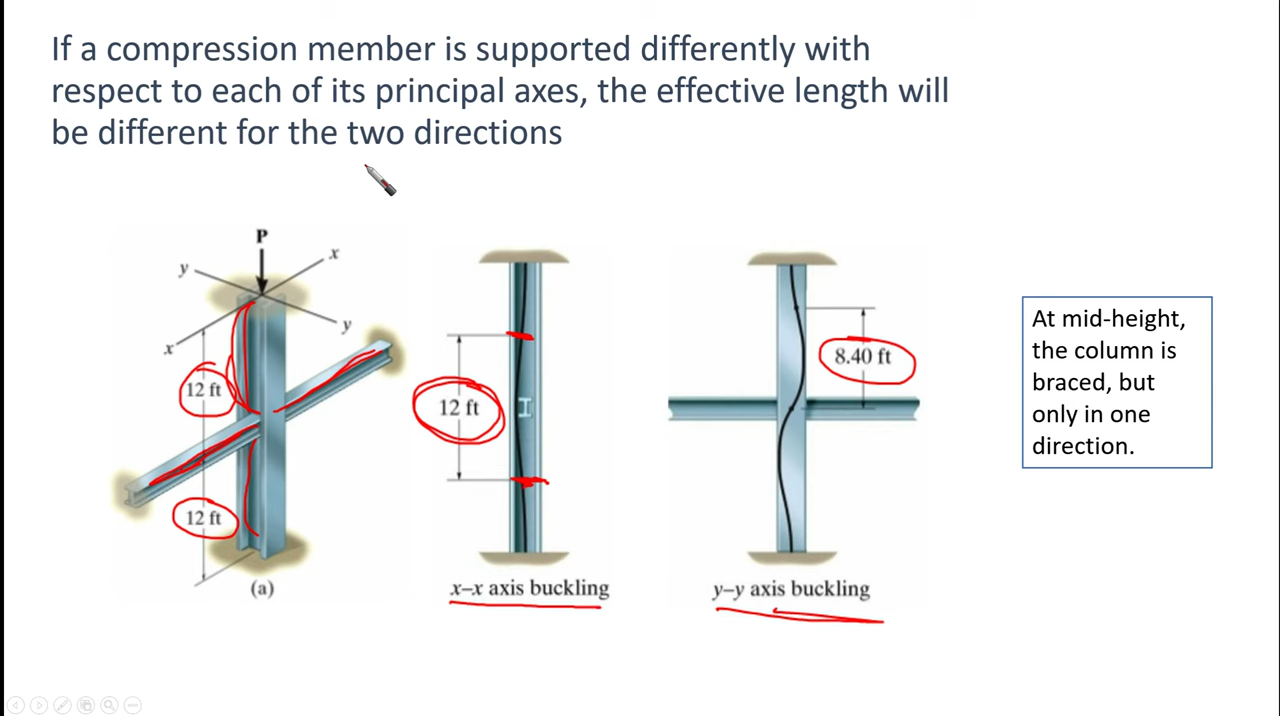 If a compression member is supported differently with
respect to each of its principal axes, the effective length will
be different for the two directions
P
x
y
y
x
12 ft
12 ft
(a)
12 ft
x–x axis buckling
8.40 ft
y–y axis buckling
At mid-height,
the column is
braced, but
only in one
direction.